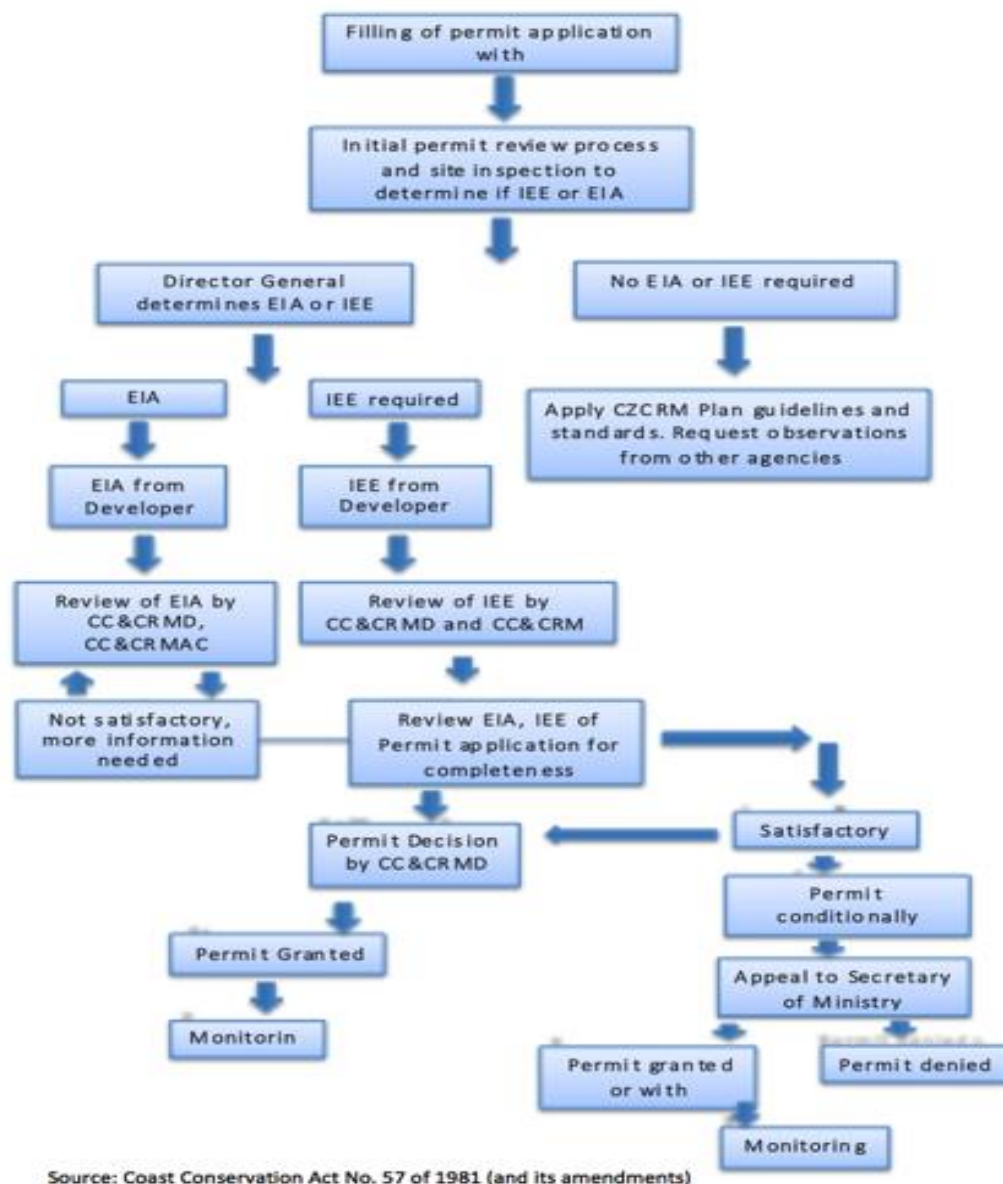 Filling of permit application
with
Initial permit review process
and site inspection to
determine if IEE or EIA
Director General
determines EIA or IEE
No EIA or IEE required
EIA
IEE required
Apply CZCRM Plan guidelines and
standards. Request observations
from other agencies
EIA from
Developer
IEE from
Developer
Review of EIA by
CC&CRMD,
CC&CRMAC
Review of IEE by
CC&CRMD and CC&CRM
Not satisfactory,
more information
needed
Review EIA, IEE of
Permit application for
completeness
Satisfactory
Permit Decision
by CC&CRMD
Permit
conditionally
Permit Granted
Appeal to Secretary
of Ministry
Monitorin
Permit granted
or with
Permit denied
Monitoring
Source: Coast Conservation Act No. 57 of 1981 (and its amendments)